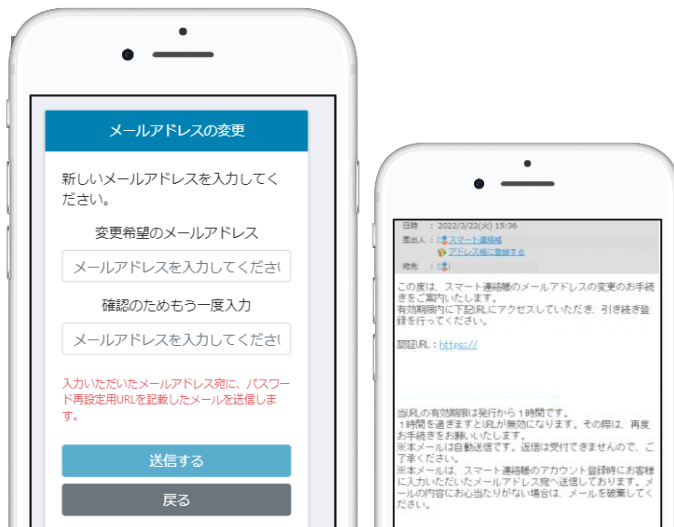 メールアドレスの変更
新しいメールアドレスを入力してく
ださい。
変更希望のメールアドレス
メールアドレスを入力してくださ
確認のためもう一度入力
メールアドレスを入力してくださ
入力いただいたメールアドレス宛に、パスワー
ド再設定用URLを記載したメールを送信しま
す。
送信する
戻る
日時 : 2022/3/22(火) 15:36
差出人 : スマート連絡帳
アドレス帳に登録する
宛先 :
この度は、スマート連絡帳のメールアドレスの変更のお手続
きをご案内いたします。
有効期限内に下記URLにアクセスしていただき、引き続き登
録を行ってください。
認証URL : https://
当URLの有効期限は発行から1時間です。
1時間を過ぎますとURLが無効になります。その際は、再度
お手続きをお願いいたします。
※本メールは自動送信です。返信は受付できませんので、ご
了承ください。
※本メールは、スマート連絡帳のアカウント登録時にお客様
に入力いただいたメールアドレス宛へ送信しております。メ
ールの内容にお心当たりがない場合は、メールを破棄してく
ださい。